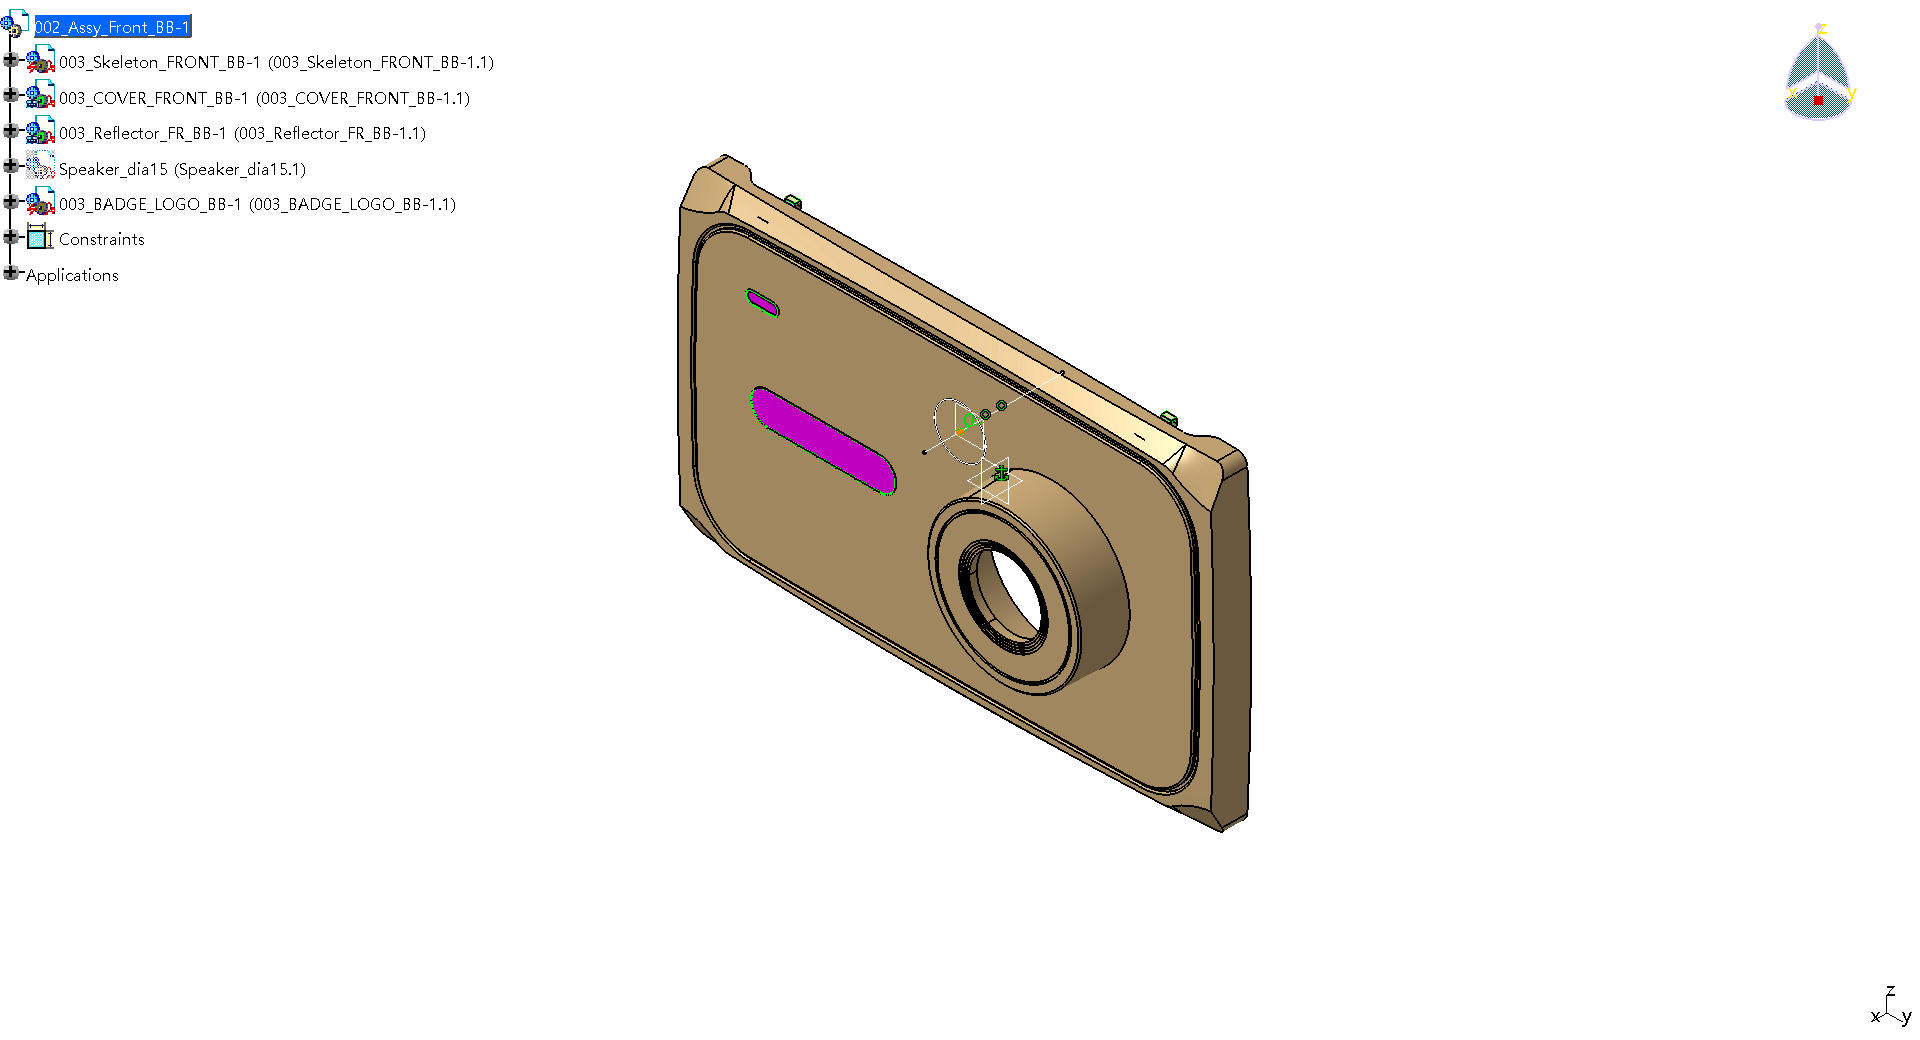 002_Assy_Front_BB-1
003_Skeleton_FRONT_BB-1 (003_Skeleton_FRONT_BB-1.1)
003_COVER_FRONT_BB-1 (003_COVER_FRONT_BB-1.1)
003_Reflector_FR_BB-1 (003_Reflector_FR_BB-1.1)
Speaker_dia15 (Speaker_dia15.1)
003_BADGE_LOGO_BB-1 (003_BADGE_LOGO_BB-1.1)
Constraints
Applications
z
x y
z
x y